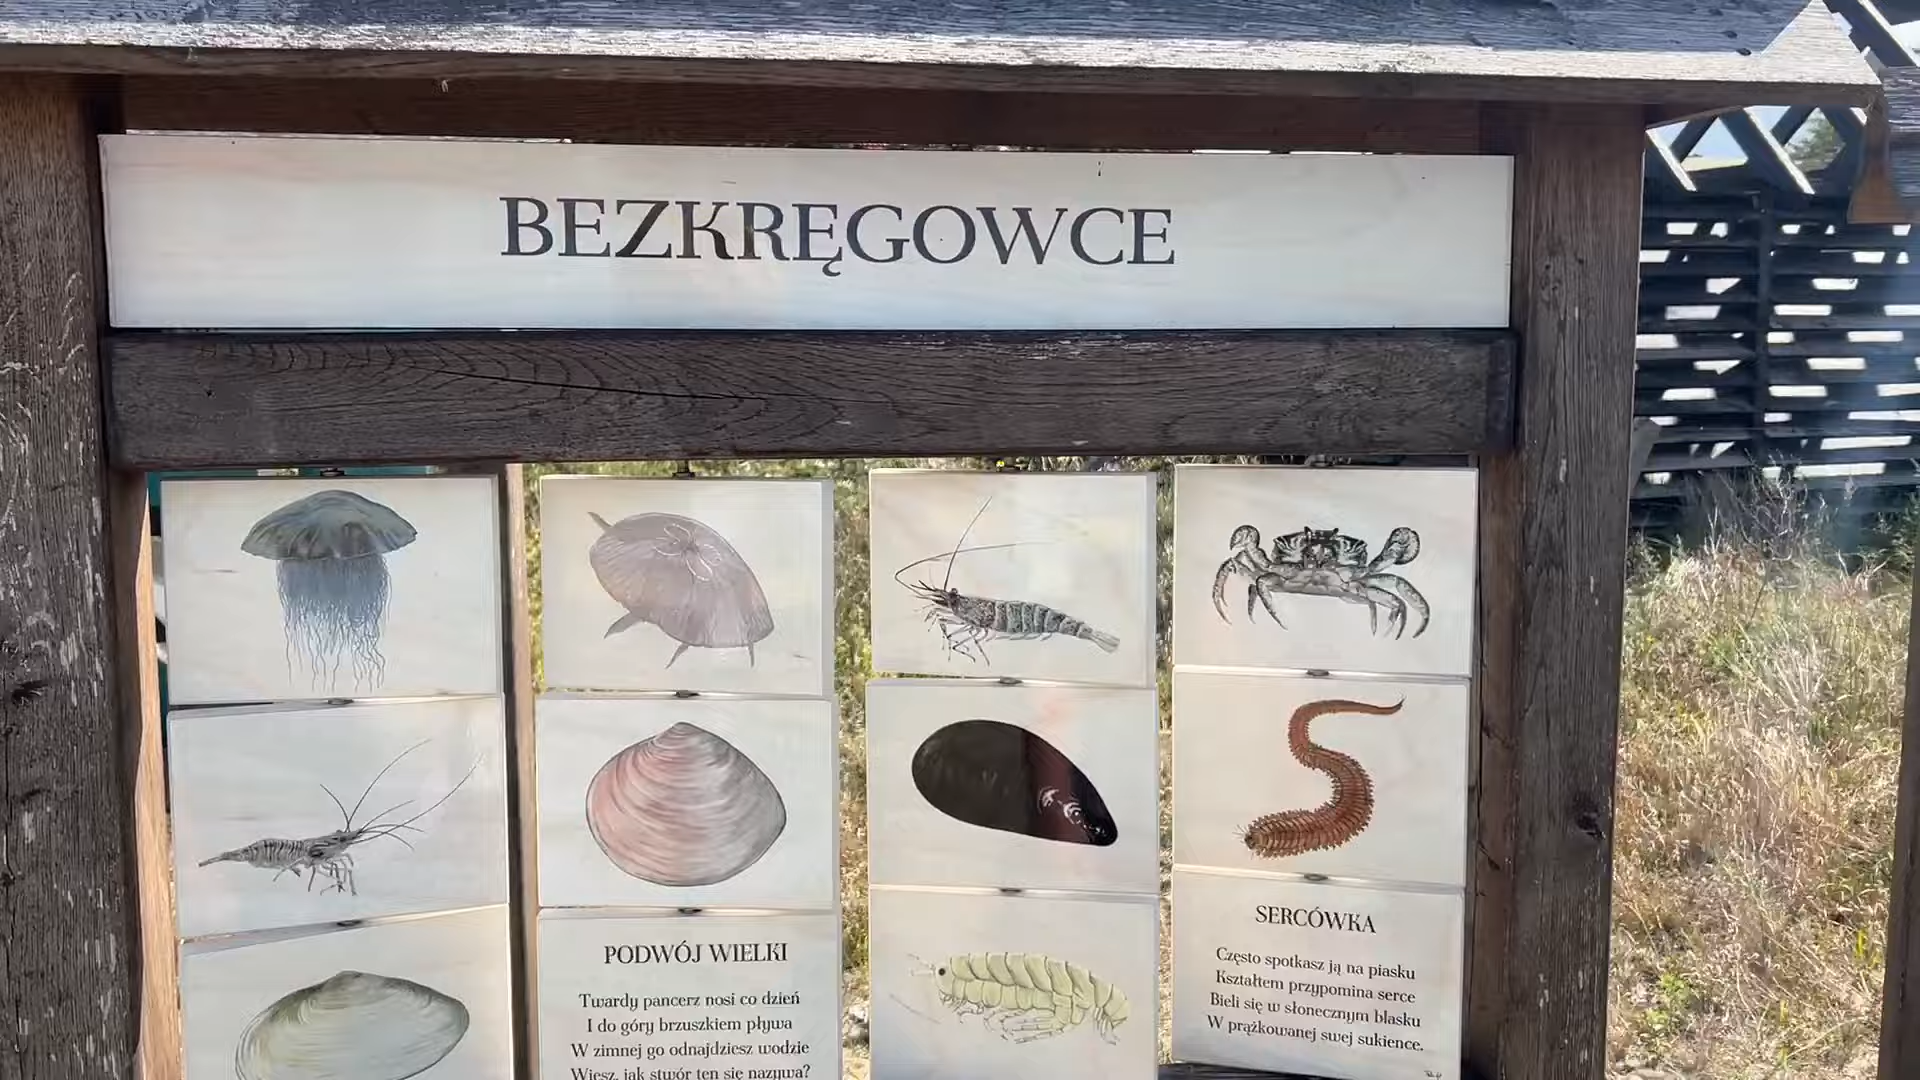 BEZKRĘGOWCE
PODWÓJ WIELKI
Twardy pancerz nosi co dzień
I do góry brzuszkiem pływa
W zimnej go odnajdziesz wodzie
Wiesz, jak stwór ten się nazywa?
SERCÓWKA
Często spotkasz ją na piasku
Kształtem przypomina serce
Bieli się w słonecznym blasku
W prążkowanej swej sukience.